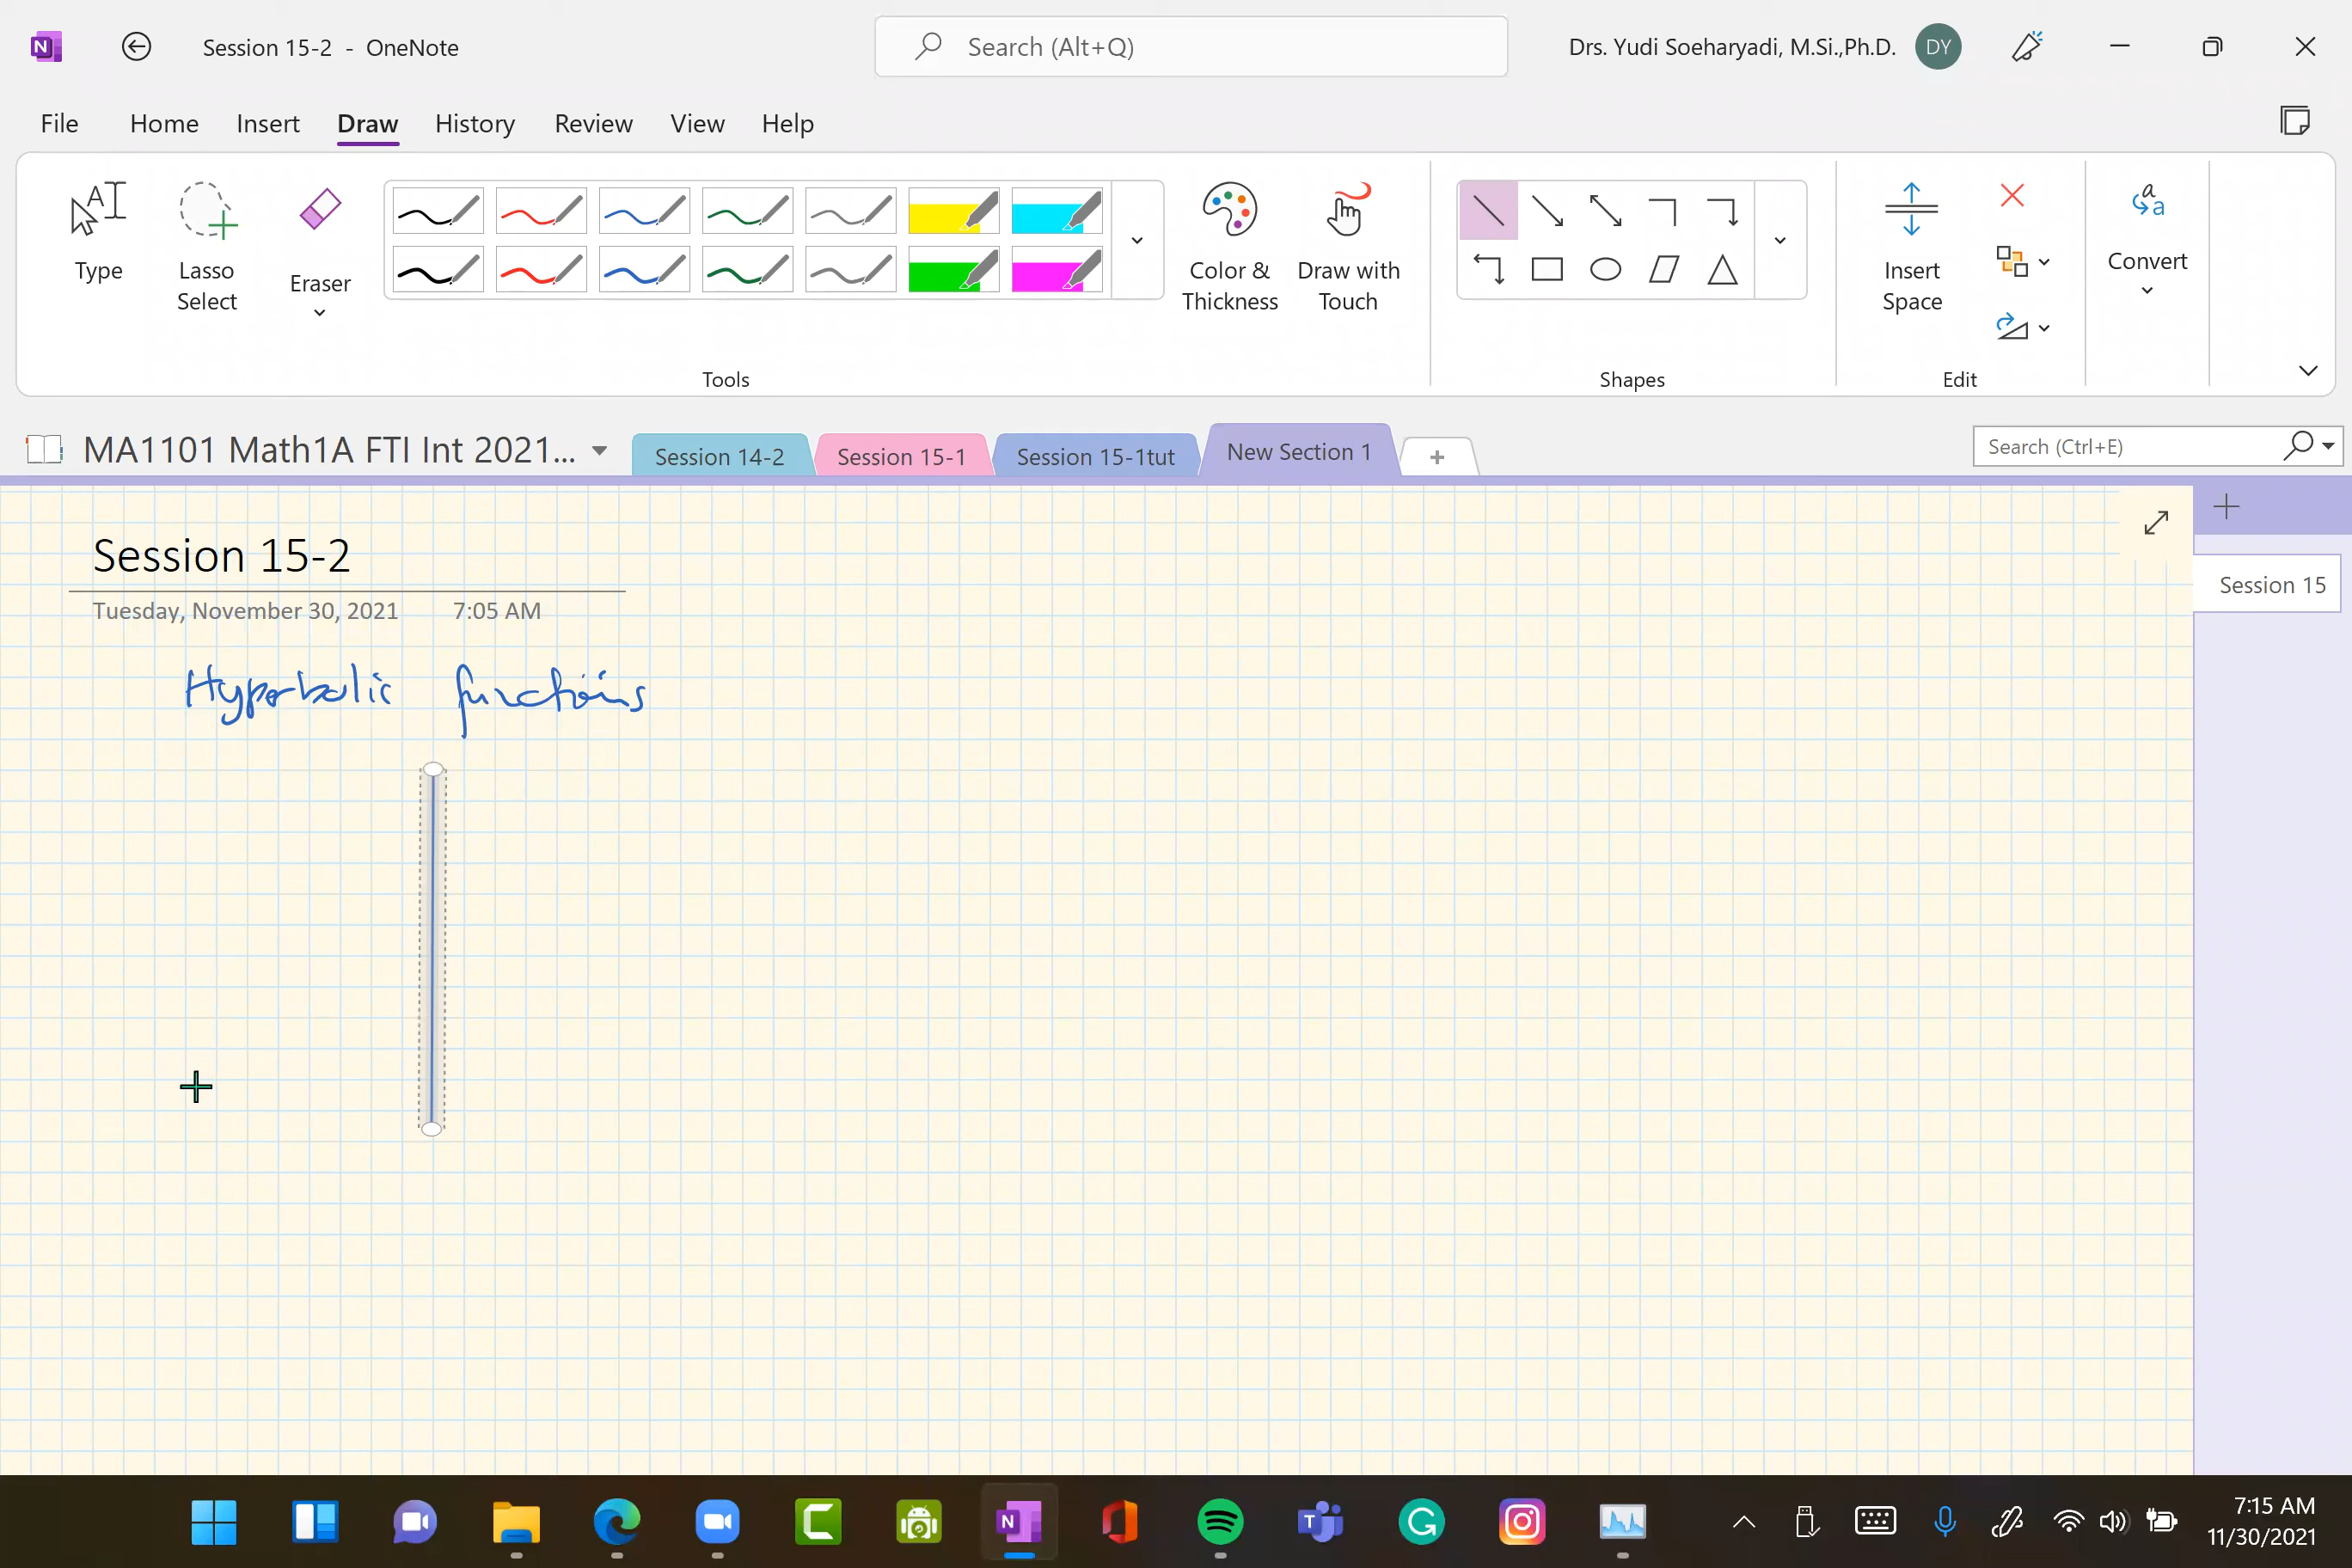 Session 15-2 - OneNote
Search (Alt+Q)
Drs. Yudi Soeharyadi, M.Si.,Ph.D.
DY
File Home Insert Draw History Review View Help
Type
Lasso Select
Eraser
Color & Thickness
Draw with Touch
Insert Space
Convert
Tools
Shapes
Edit
MA1101 Math1A FTI Int 2021...
Session 14-2
Session 15-1
Session 15-1tut
New Section 1
Search (Ctrl+E)
Session 15-2
Session 15
Tuesday, November 30, 2021 7:05 AM
Hyperbolic functions
7:15 AM
11/30/2021